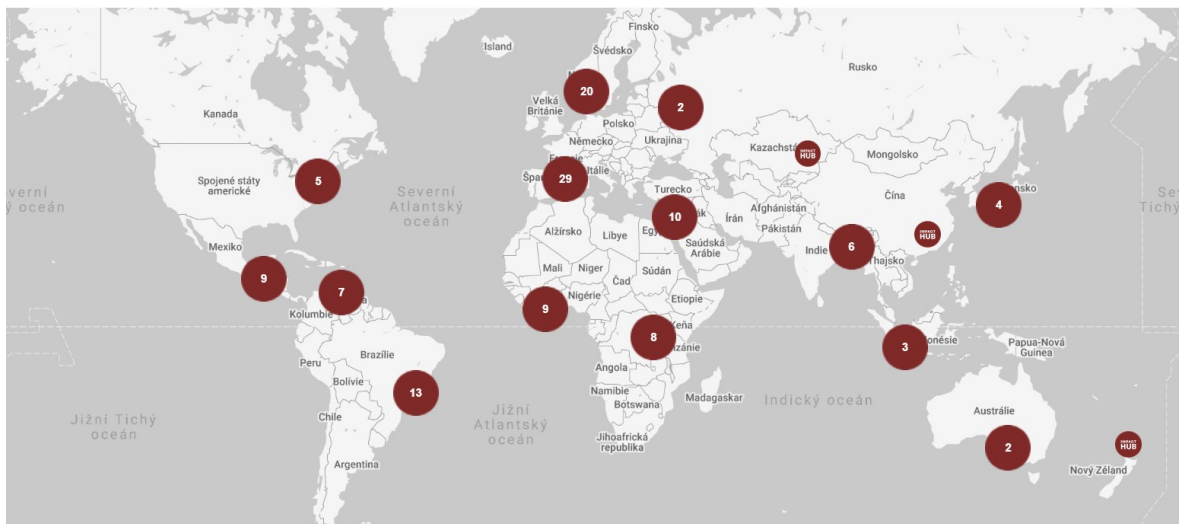 Finsko
Island
Švédsko
Rusko
20
2
Velká
Británie
Kanada
Polsko
Německo
Ukrajina
Kazachstán
IMPACT
HUB
Mongolsko
Itálie
29
5
Spojené státy
americké
Severní
Atlantský
oceán
Turecko
Čína
4
10
Afghánistán
Írán
Pákistán
Alžírsko
Libye
6
IMPACT
HUB
Indie
Thajsko
Mexiko
Saúdská
Arábie
9
7
Mali
Niger
Čad
Súdán
Nigérie
Etiopie
9
Kolumbie
8
Keňa
3
Papua-Nová
Guinea
Brazílie
Peru
Angola
Bolívie
13
Namibie
Botswana
Madagaskar
Indický oceán
Jižní Tichý
oceán
Chile
Jižní
Atlantský
oceán
Austrálie
Jihoafrická
republika
2
IMPACT
HUB
Argentina
Nový Zéland